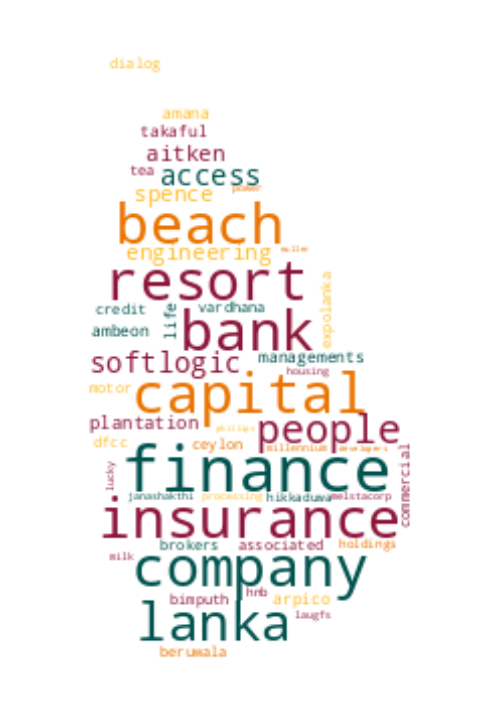 dialog
amana
takaful
aitken
tea access
spence power
beach
engineering muller
resort
expolanka
credit life vardhana
ambeon bank
softlogic managements
housing
motor capital
plantation people
phillips
dfcc ceylon millennium developers
finance
lucky commercial
janashakthi processing hikkaduwa melstacorp
insurance
brokers associated holdings
milk company
hnb
bimputh arpico
lanka laugfs
beruwala